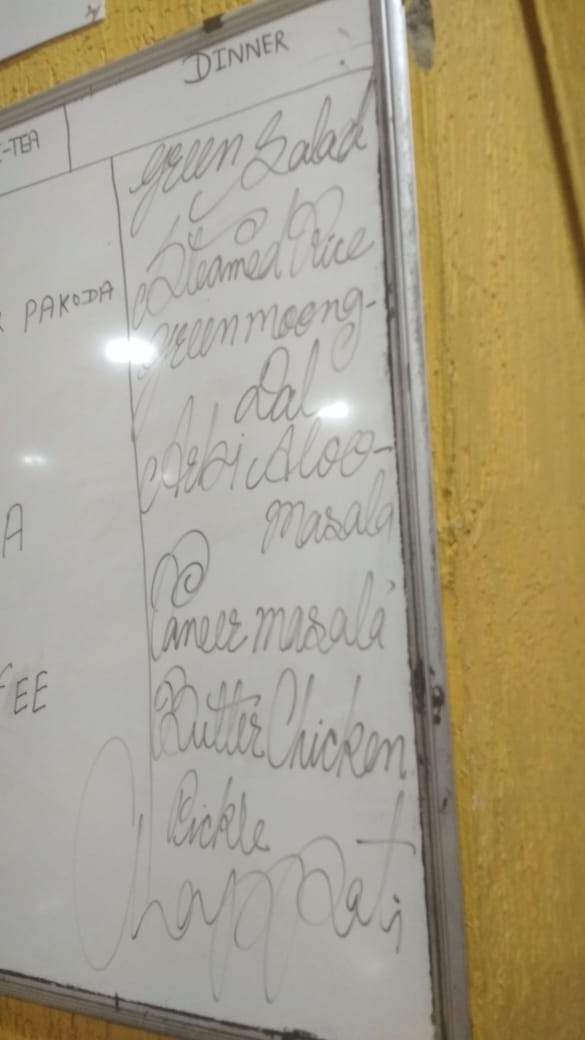 DINNER
E-TEA
green Salad
Steamed Rice
PAKODA
green moong-
Dal
Arbi Aloo-
A
masala
Paneer masala
FEE
Butter Chicken
Pickle
Chappati